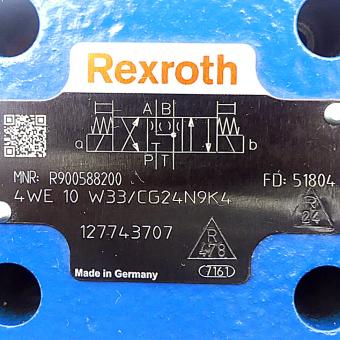 Rexroth
A B
a b
P T
MNR: R900588200 FD: 51804
4WE 10 W33/CG24N9K4
127743707
R
478
R
24
Made in Germany
7161